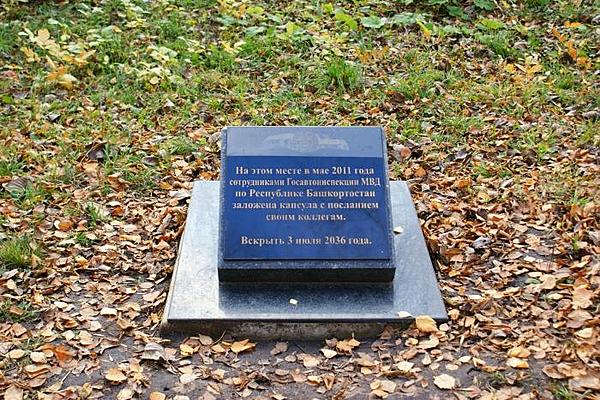 На этом месте в мае 2011 года
сотрудниками Госавтоинспекции МВД
по Республике Башкортостан
заложена капсула с посланием
своим коллегам.
Вскрыть 3 июля 2036 года.